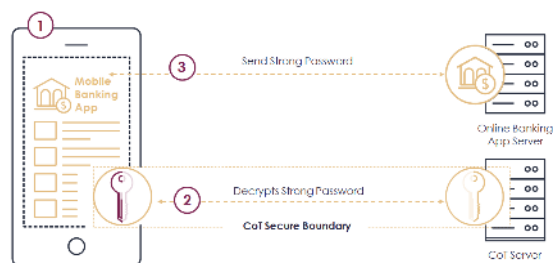 1
3
Send Strong Password
Mobile
Banking
App
$
$
Online Banking
App Server
Decrypts Strong Password
2
CoT Secure Boundary
CoT Server